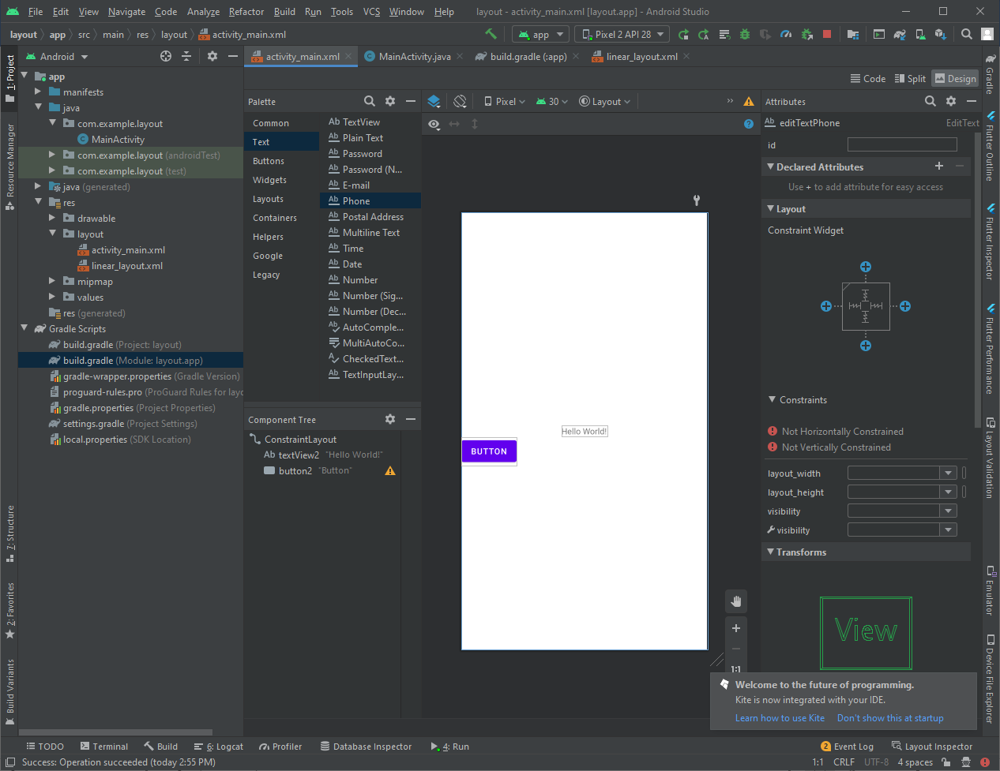 File Edit View Navigate Code Analyze Refactor Build Run Tools VCS Window Help layout - activity_main.xml [layout.app] - Android Studio
layout app src main res layout activity_main.xml app Pixel 2 API 28
Android activity_main.xml MainActivity.java build.gradle (:app) linear_layout.xml
Code Split Design
1: Project
Resource Manager
7: Structure
2: Favorites
Build Variants
app
manifests
java
com.example.layout
MainActivity
com.example.layout (androidTest)
com.example.layout (test)
java (generated)
res
drawable
layout
activity_main.xml
linear_layout.xml
mipmap
values
res (generated)
Gradle Scripts
build.gradle (Project: layout)
build.gradle (Module: layout.app)
gradle-wrapper.properties (Gradle Version)
proguard-rules.pro (ProGuard Rules for layo
gradle.properties (Project Properties)
settings.gradle (Project Settings)
local.properties (SDK Location)
Palette
Common
Text
Buttons
Widgets
Layouts
Containers
Helpers
Google
Legacy
Ab TextView
Ab Plain Text
Ab Password
Ab Password (N...
Ab E-mail
Ab Phone
Ab Postal Address
Ab Multiline Text
Ab Time
Ab Date
Ab Number
Ab Number (Sig...
Ab Number (Dec...
Ab AutoComple...
MultiAutoCo...
CheckedText...
Ab TextInputLay...
Component Tree
ConstraintLayout
Ab textView2 "Hello World!"
button2 "Button"
Pixel 30 Layout
Hello World!
BUTTON
1:1
Attributes
Ab editTextPhone EditText
id
Declared Attributes
Use + to add attribute for easy access
Layout
Constraint Widget
Constraints
Not Horizontally Constrained
Not Vertically Constrained
layout_width
layout_height
visibility
visibility
Transforms
View
Welcome to the future of programming.
Kite is now integrated with your IDE.
Learn how to use Kite Don't show this at startup
Gradle
Flutter Outline
Flutter Inspector
Flutter Performance
Layout Validation
Emulator
Device File Explorer
TODO Terminal Build 6: Logcat Profiler Database Inspector 4: Run 2 Event Log Layout Inspector
Success: Operation succeeded (today 2:55 PM) 1:1 CRLF UTF-8 4 spaces